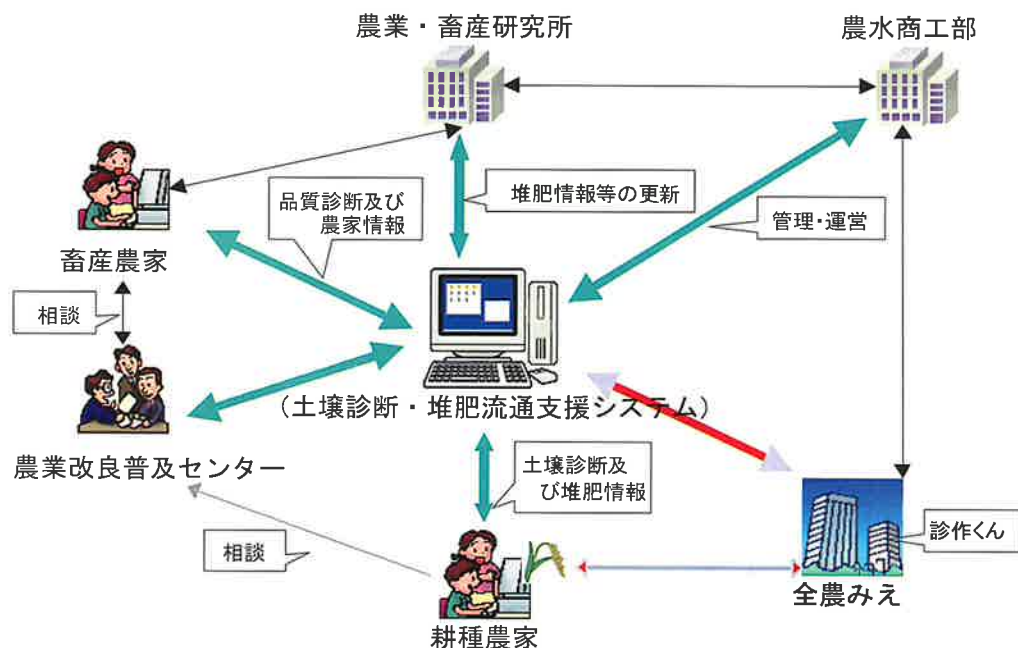 農業・畜産研究所
農水商工部
品質診断及び
農家情報
堆肥情報等の更新
管理・運営
畜産農家
相談
(土壌診断・堆肥流通支援システム)
農業改良普及センター
土壌診断及
び堆肥情報
診作くん
相談
全農みえ
耕種農家